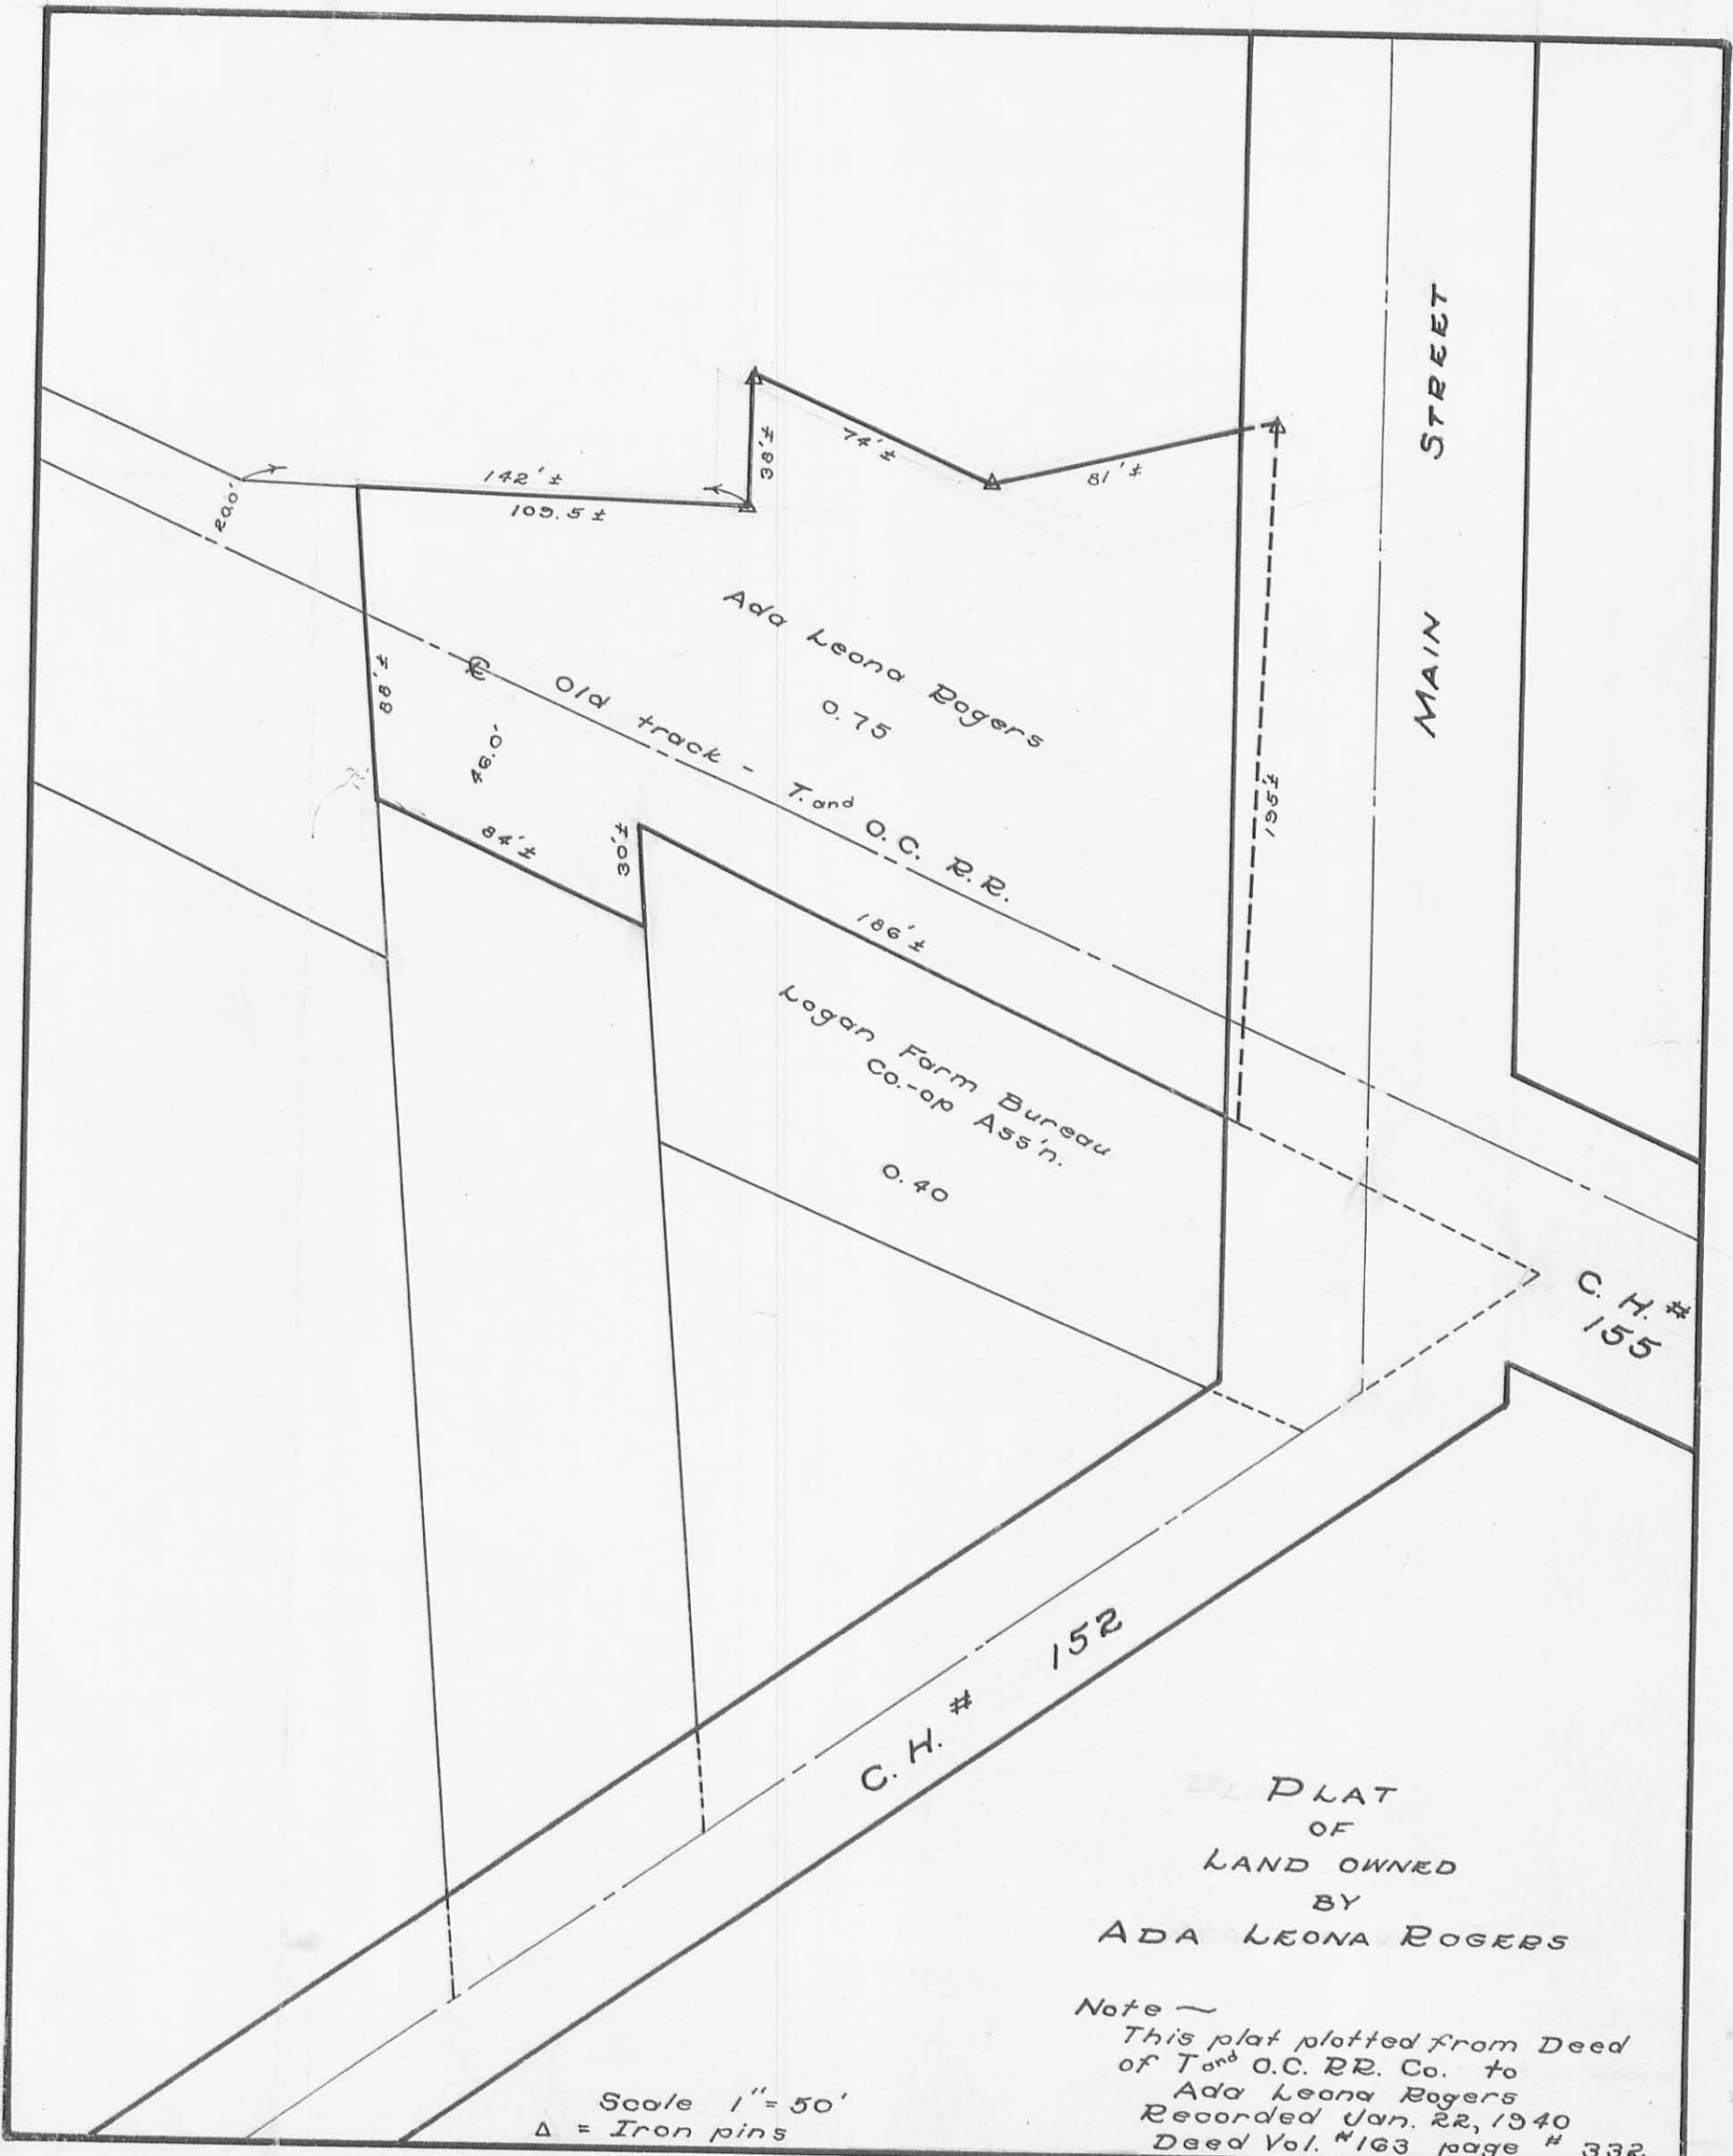 MAIN STREET
142'±
109.5±
38'±
74'±
81'±
20.0'
Ada Leona Rogers
0.75
88'±
℄
Old track - T. and O.C. R.R.
46.0'
84'±
30'±
195'±
186'±
Logan Farm Bureau
Co.-op Ass'n.
0.40
C. H. #
155
C. H. # 152
PLAT
OF
LAND OWNED
BY
ADA LEONA ROGERS
Note ~
This plat plotted from Deed
of T and O.C. RR. Co. to
Ada Leona Rogers
Recorded Jan. 22, 1940
Deed Vol. #163 page # 332
Scale 1" = 50'
Δ = Iron pins